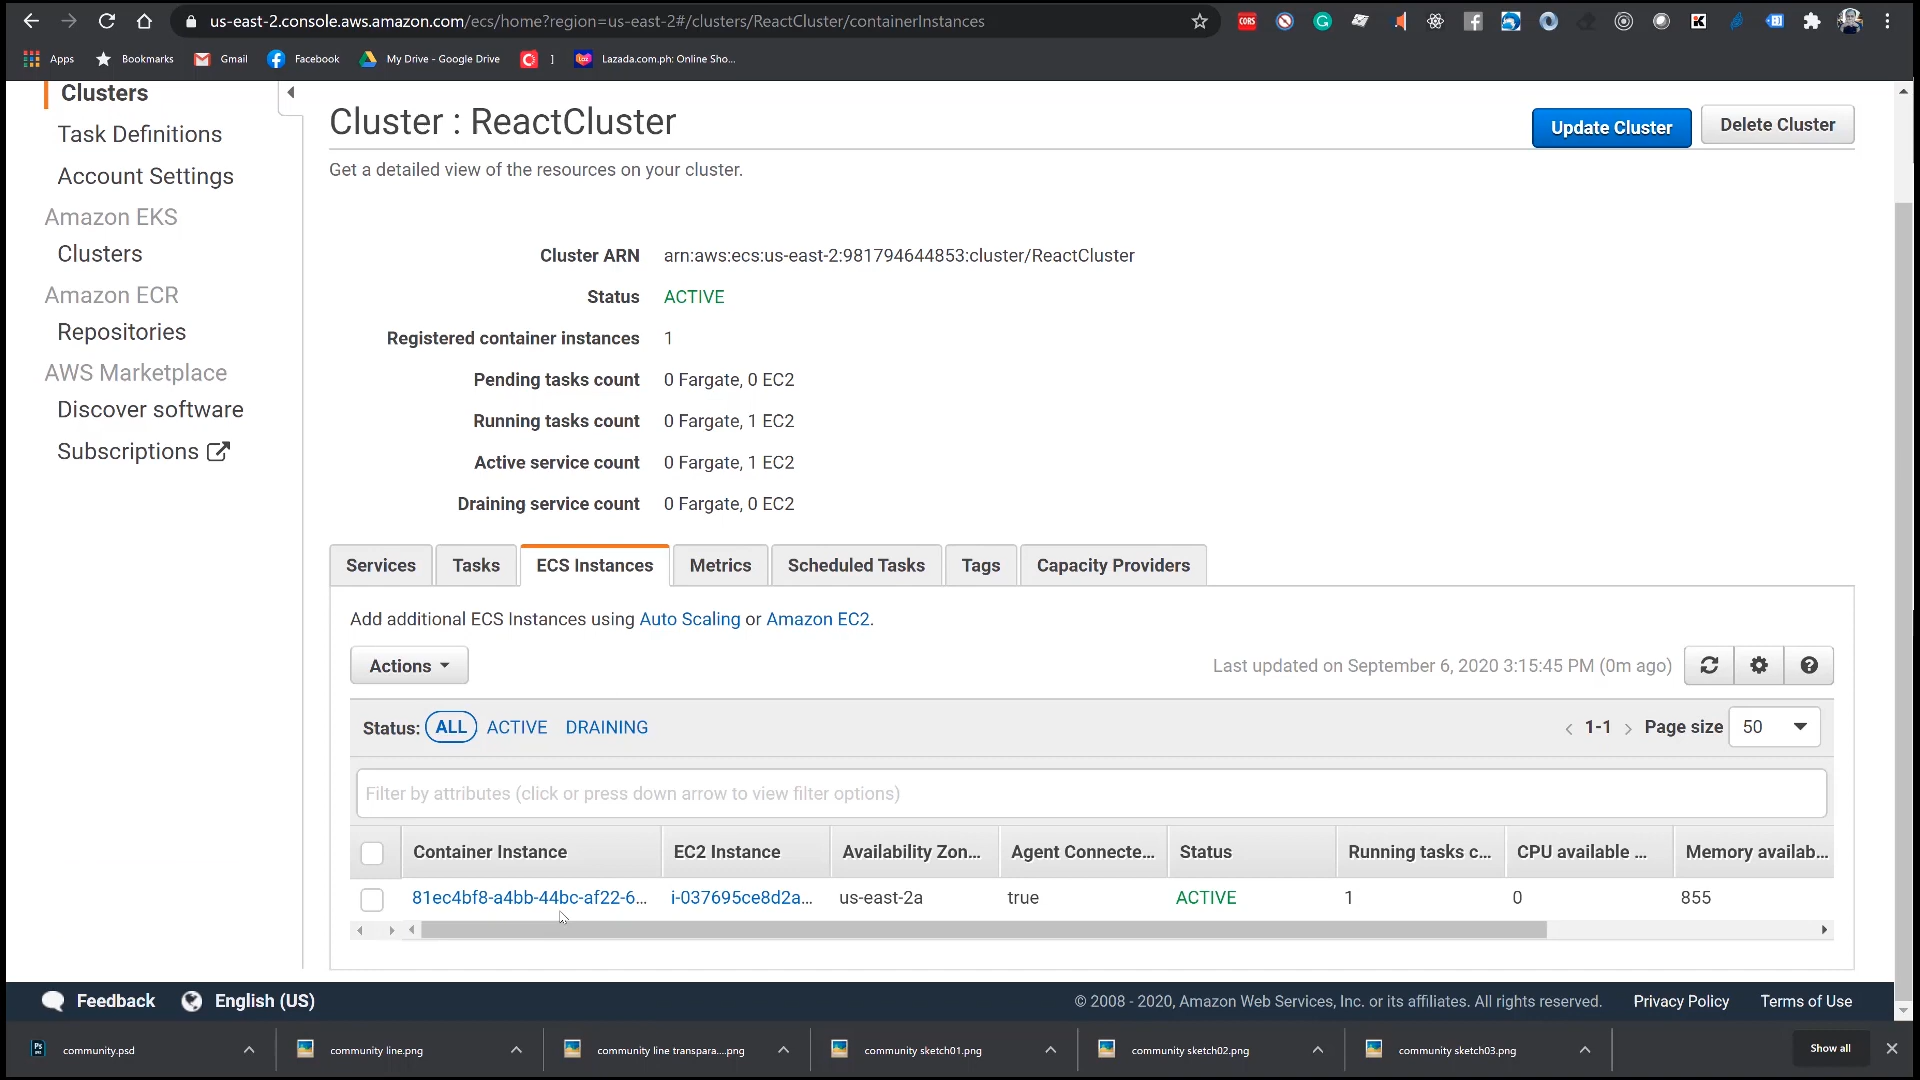 us-east-2.console.aws.amazon.com/ecs/home?region=us-east-2#/clusters/ReactCluster/containerInstances
CORS
Apps
Bookmarks
Gmail
Facebook
My Drive - Google Drive
]
Lazada.com.ph: Online Sho...
Clusters
Task Definitions
Account Settings
Amazon EKS
Clusters
Amazon ECR
Repositories
AWS Marketplace
Discover software
Subscriptions
Cluster : ReactCluster
Update Cluster
Delete Cluster
Get a detailed view of the resources on your cluster.
Cluster ARN arn:aws:ecs:us-east-2:981794644853:cluster/ReactCluster
Status ACTIVE
Registered container instances 1
Pending tasks count 0 Fargate, 0 EC2
Running tasks count 0 Fargate, 1 EC2
Active service count 0 Fargate, 1 EC2
Draining service count 0 Fargate, 0 EC2
Services Tasks ECS Instances Metrics Scheduled Tasks Tags Capacity Providers
Add additional ECS Instances using Auto Scaling or Amazon EC2.
Actions
Last updated on September 6, 2020 3:15:45 PM (0m ago)
Status: ALL ACTIVE DRAINING
< 1-1 > Page size 50
Filter by attributes (click or press down arrow to view filter options)
Container Instance EC2 Instance Availability Zon... Agent Connecte... Status Running tasks c... CPU available ... Memory availab...
81ec4bf8-a4bb-44bc-af22-6... i-037695ce8d2a... us-east-2a true ACTIVE 1 0 855
Feedback English (US)
© 2008 - 2020, Amazon Web Services, Inc. or its affiliates. All rights reserved. Privacy Policy Terms of Use
community.psd
community line.png
community line transpara....png
community sketch01.png
community sketch02.png
community sketch03.png
Show all